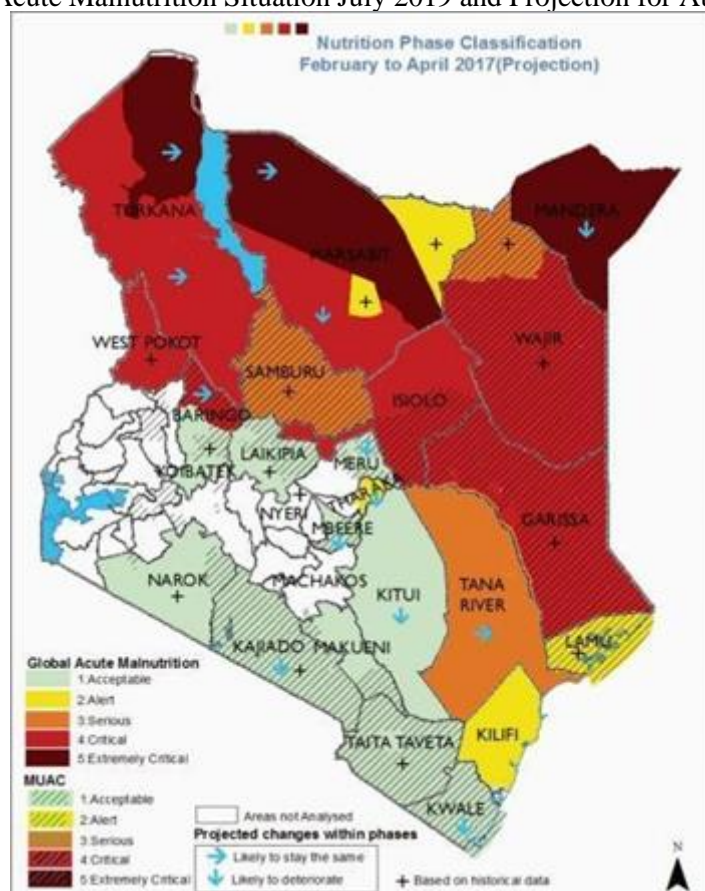 Acute Malnutrition Situation July 2019 and Projection for Au
Nutrition Phase Classification
February to April 2017(Projection)
TURKANA
MARSABIT
MANDERA
WEST POKOT
WAJIR
SAMBURU
BARINGO
ISIOLO
LAIKIPIA
KOIBATEK
MERU
THARAKA
NYERI
MBEERE
GARISSA
NAROK
MACHAKOS
KITUI
TANA
RIVER
KAJIADO
MAKUENI
LAMU
TAITA TAVETA
KILIFI
KWALE
Global Acute Malnutrition
1.Acceptable
2.Alert
3.Serious
4.Critical
5.Extremely Critical
MUAC
1.Acceptable
2.Alert
3.Serious
4.Critical
5.Extremely Critical
Areas not Analysed
Projected changes within phases
Likely to stay the same
Likely to deteriorate
Based on historical data
N